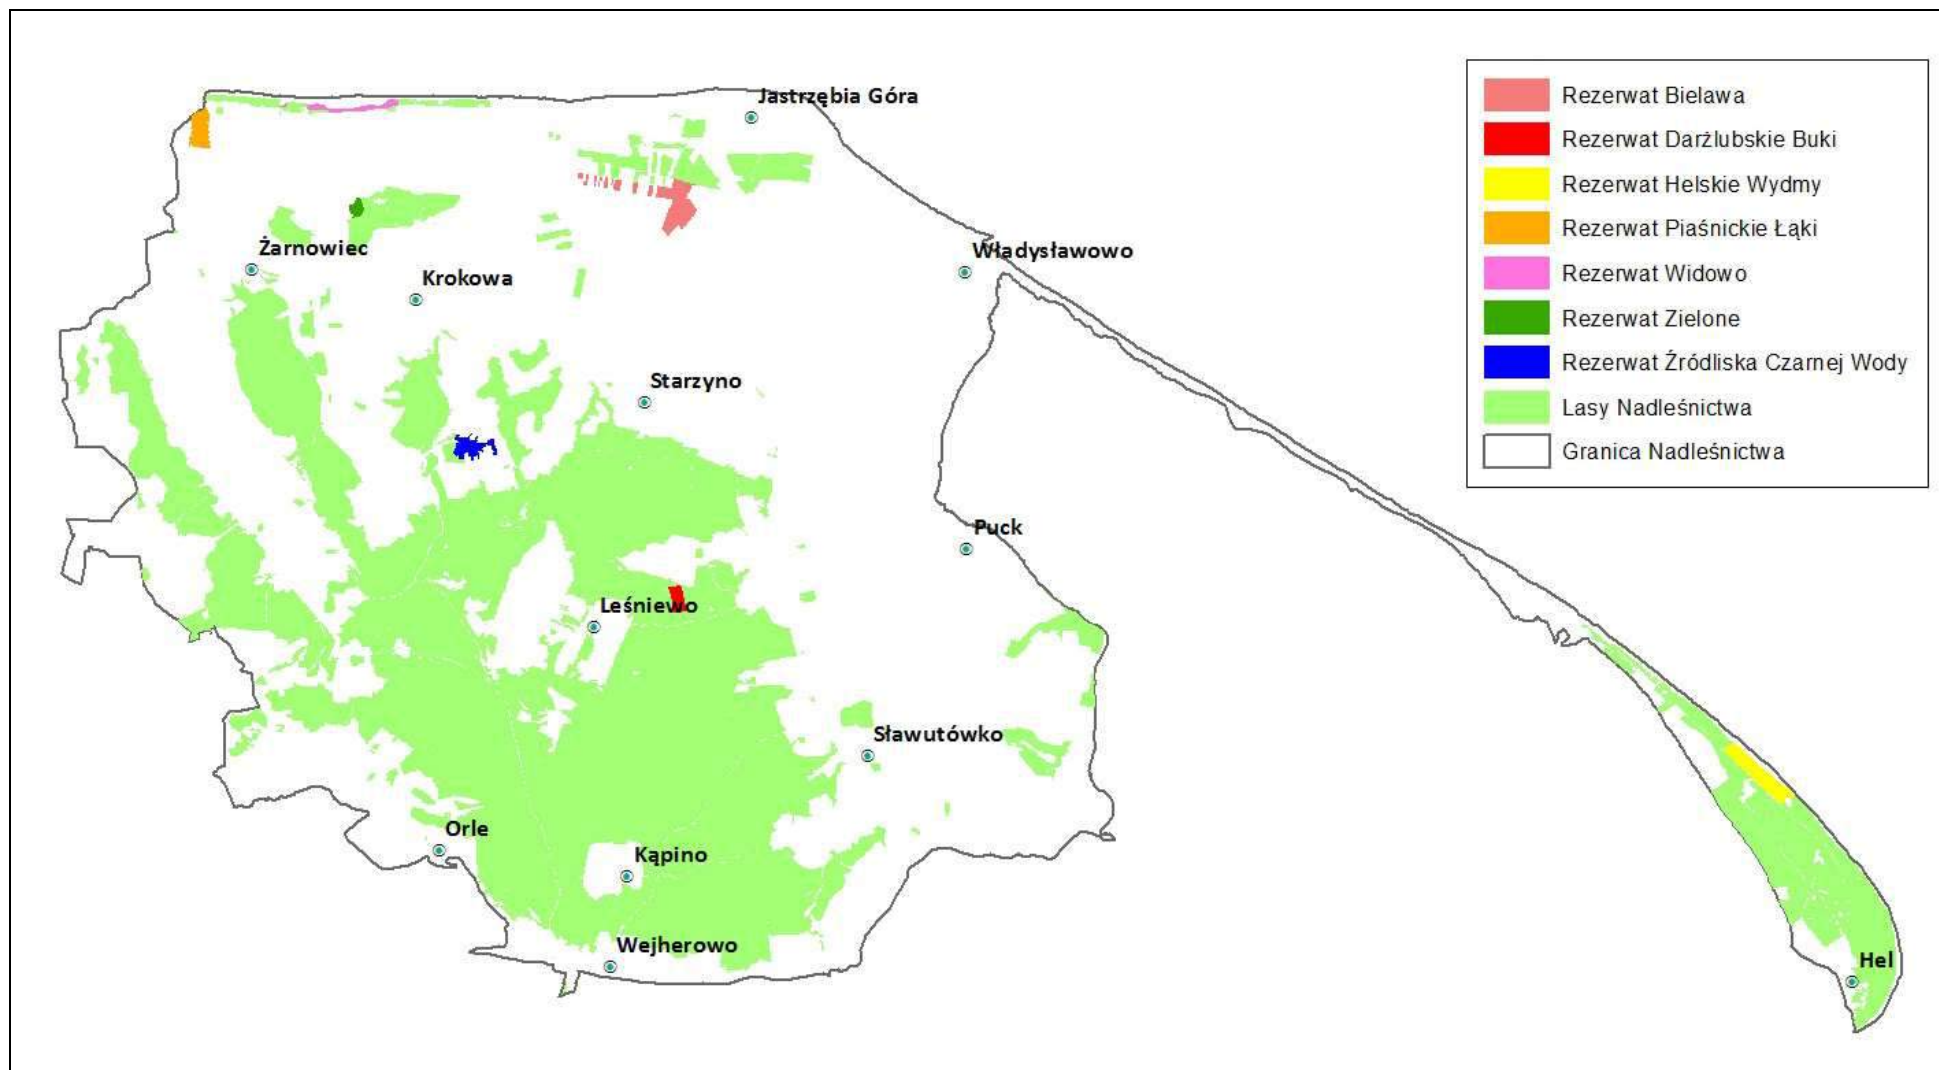 Jastrzębia Góra
Rezerwat Bielawa
Rezerwat Darżlubskie Buki
Rezerwat Helskie Wydmy
Rezerwat Piaśnickie Łąki
Rezerwat Widowo
Rezerwat Zielone
Rezerwat Źródliska Czarnej Wody
Lasy Nadleśnictwa
Granica Nadleśnictwa
Żarnowiec
Władysławowo
Krokowa
Starzyno
Puck
Leśniewo
Sławutówko
Orle
Kąpino
Wejherowo
Hel